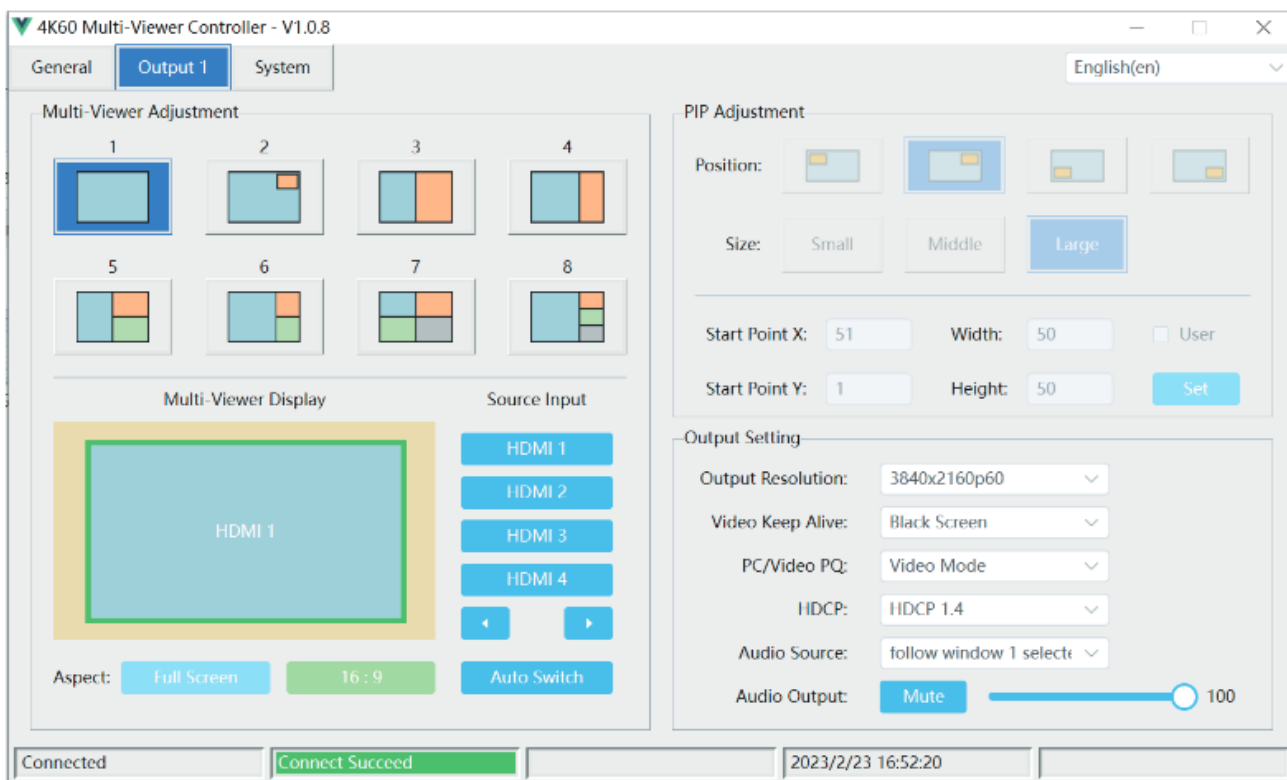 4K60 Multi-Viewer Controller - V1.0.8
General Output 1 System English(en)
Multi-Viewer Adjustment
1 2 3 4
5 6 7 8
Multi-Viewer Display Source Input
HDMI 1
HDMI 1
HDMI 2
HDMI 3
HDMI 4
Aspect: Full Screen 16 : 9 Auto Switch
PIP Adjustment
Position:
Size: Small Middle Large
Start Point X: 51 Width: 50 User
Start Point Y: 1 Height: 50 Set
Output Setting
Output Resolution: 3840x2160p60
Video Keep Alive: Black Screen
PC/Video PQ: Video Mode
HDCP: HDCP 1.4
Audio Source: follow window 1 selecte
Audio Output: Mute 100
Connected Connect Succeed 2023/2/23 16:52:20